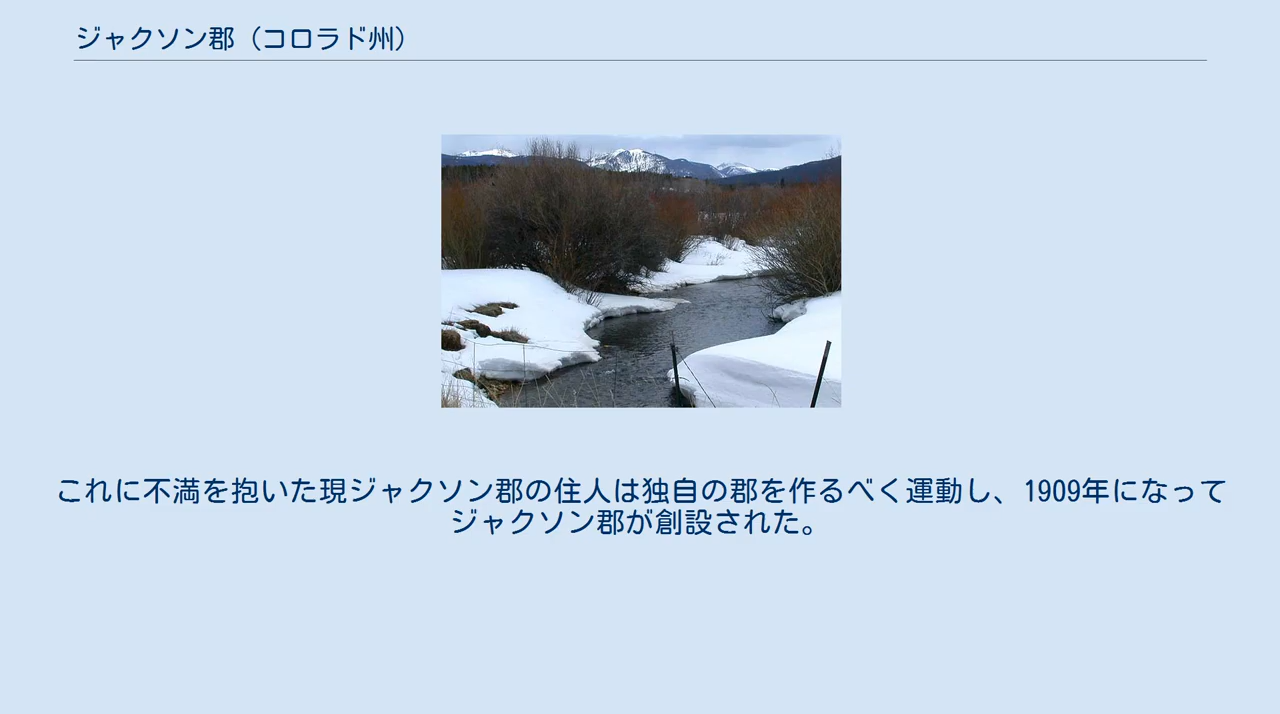 ジャクソン郡（コロラド州）
これに不満を抱いた現ジャクソン郡の住人は独自の郡を作るべく運動し、1909年になって
ジャクソン郡が創設された。